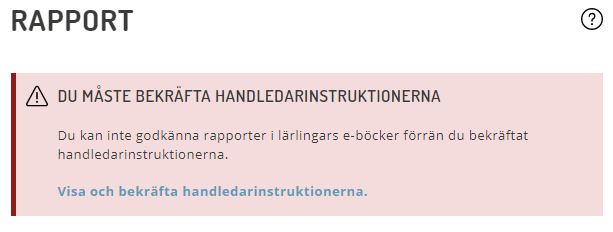 RAPPORT
DU MÅSTE BEKRÄFTA HANDLEDARINSTRUKTIONERNA
Du kan inte godkänna rapporter i lärlingars e-böcker förrän du bekräftat
handledarinstruktionerna.
Visa och bekräfta handledarinstruktionerna.